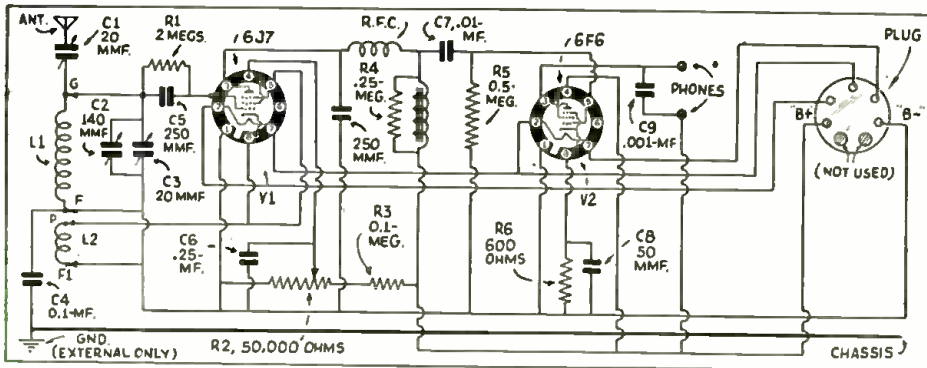 ANT.
C1
20
MMF.
R1
2 MEGS.
6J7
R.F.C.
C7,.01-
MF.
6F6
PLUG
G
C2
140
MMF
C5
250
MMF.
R4
.25-
MEG.
R5
0.5-
MEG.
PHONES
C9
.001-MF
B+
B-
L1
C3
20 MMF
250
MMF.
(NOT USED)
F
P
L2
F1
V1
V2
C6
.25-
MF.
R3
0.1-
MEG.
R6
600
OHMS
C8
50
MMF.
C4
0.1-MF.
GND.
(EXTERNAL ONLY)
R2, 50,000 OHMS
CHASSIS